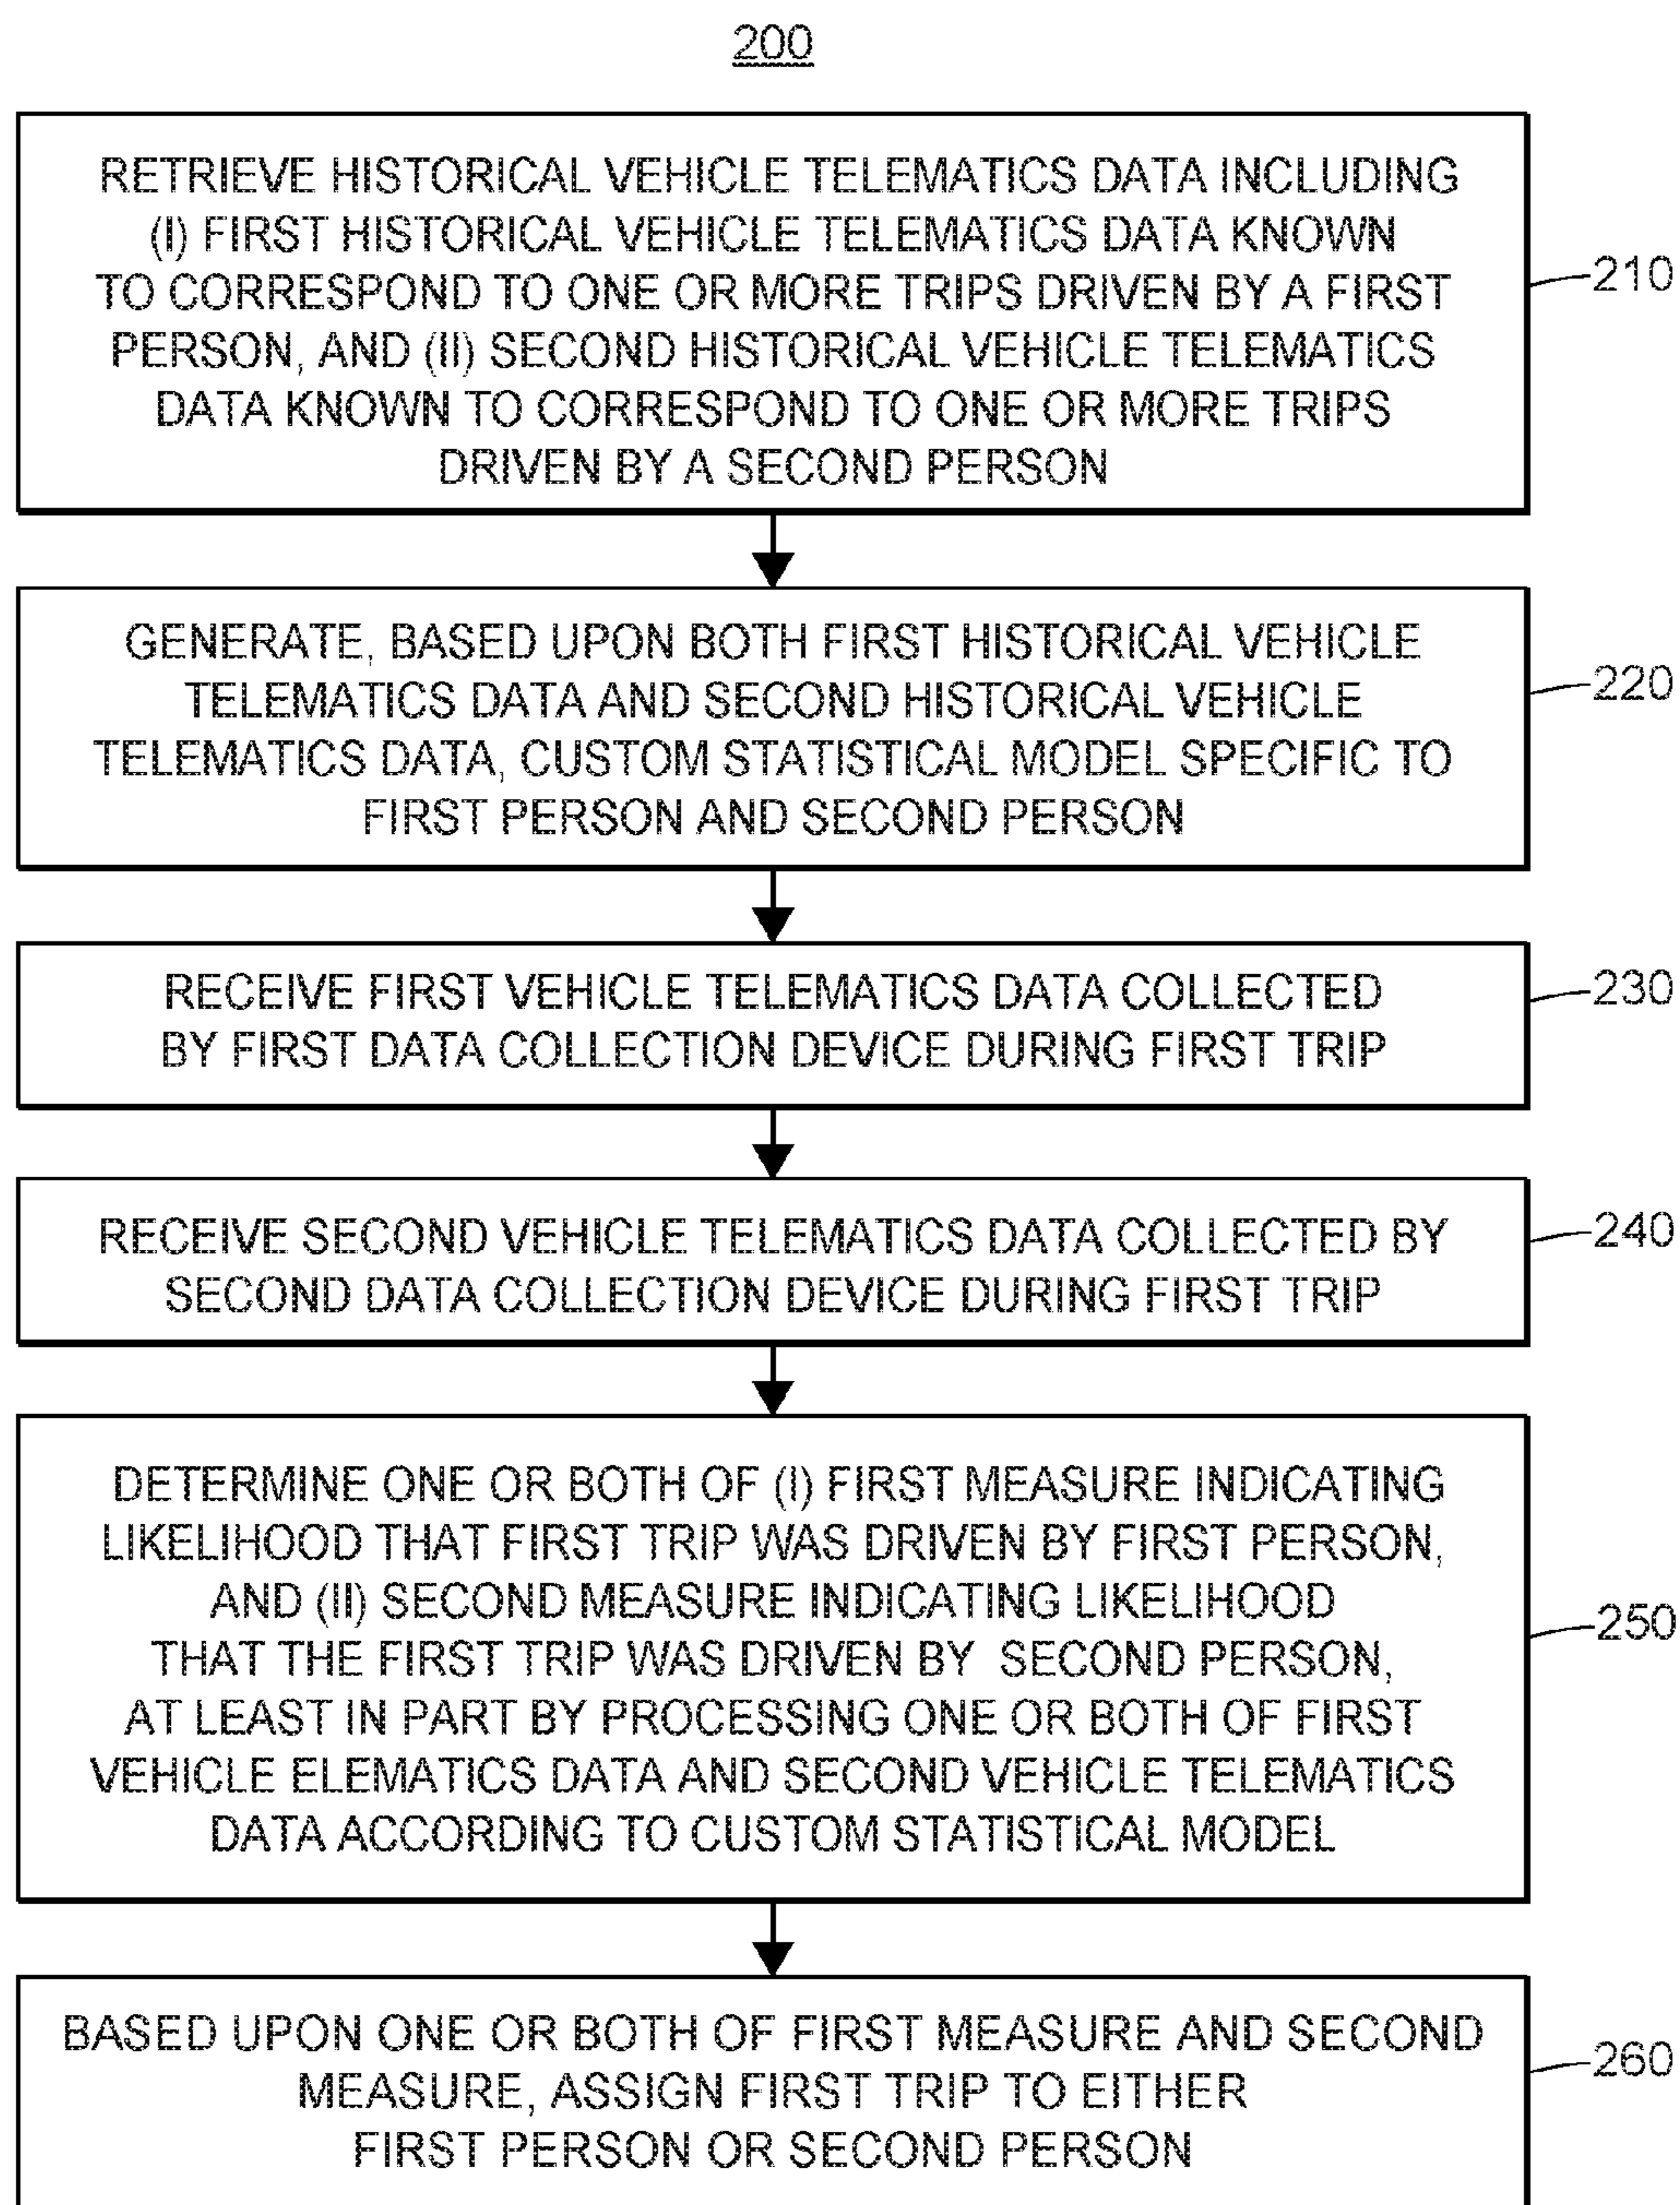 200
RETRIEVE HISTORICAL VEHICLE TELEMATICS DATA INCLUDING
(I) FIRST HISTORICAL VEHICLE TELEMATICS DATA KNOWN
TO CORRESPOND TO ONE OR MORE TRIPS DRIVEN BY A FIRST
PERSON, AND (II) SECOND HISTORICAL VEHICLE TELEMATICS
DATA KNOWN TO CORRESPOND TO ONE OR MORE TRIPS
DRIVEN BY A SECOND PERSON
210
GENERATE, BASED UPON BOTH FIRST HISTORICAL VEHICLE
TELEMATICS DATA AND SECOND HISTORICAL VEHICLE
TELEMATICS DATA, CUSTOM STATISTICAL MODEL SPECIFIC TO
FIRST PERSON AND SECOND PERSON
220
RECEIVE FIRST VEHICLE TELEMATICS DATA COLLECTED
BY FIRST DATA COLLECTION DEVICE DURING FIRST TRIP
230
RECEIVE SECOND VEHICLE TELEMATICS DATA COLLECTED BY
SECOND DATA COLLECTION DEVICE DURING FIRST TRIP
240
DETERMINE ONE OR BOTH OF (I) FIRST MEASURE INDICATING
LIKELIHOOD THAT FIRST TRIP WAS DRIVEN BY FIRST PERSON,
AND (II) SECOND MEASURE INDICATING LIKELIHOOD
THAT THE FIRST TRIP WAS DRIVEN BY SECOND PERSON,
AT LEAST IN PART BY PROCESSING ONE OR BOTH OF FIRST
VEHICLE ELEMATICS DATA AND SECOND VEHICLE TELEMATICS
DATA ACCORDING TO CUSTOM STATISTICAL MODEL
250
BASED UPON ONE OR BOTH OF FIRST MEASURE AND SECOND
MEASURE, ASSIGN FIRST TRIP TO EITHER
FIRST PERSON OR SECOND PERSON
260